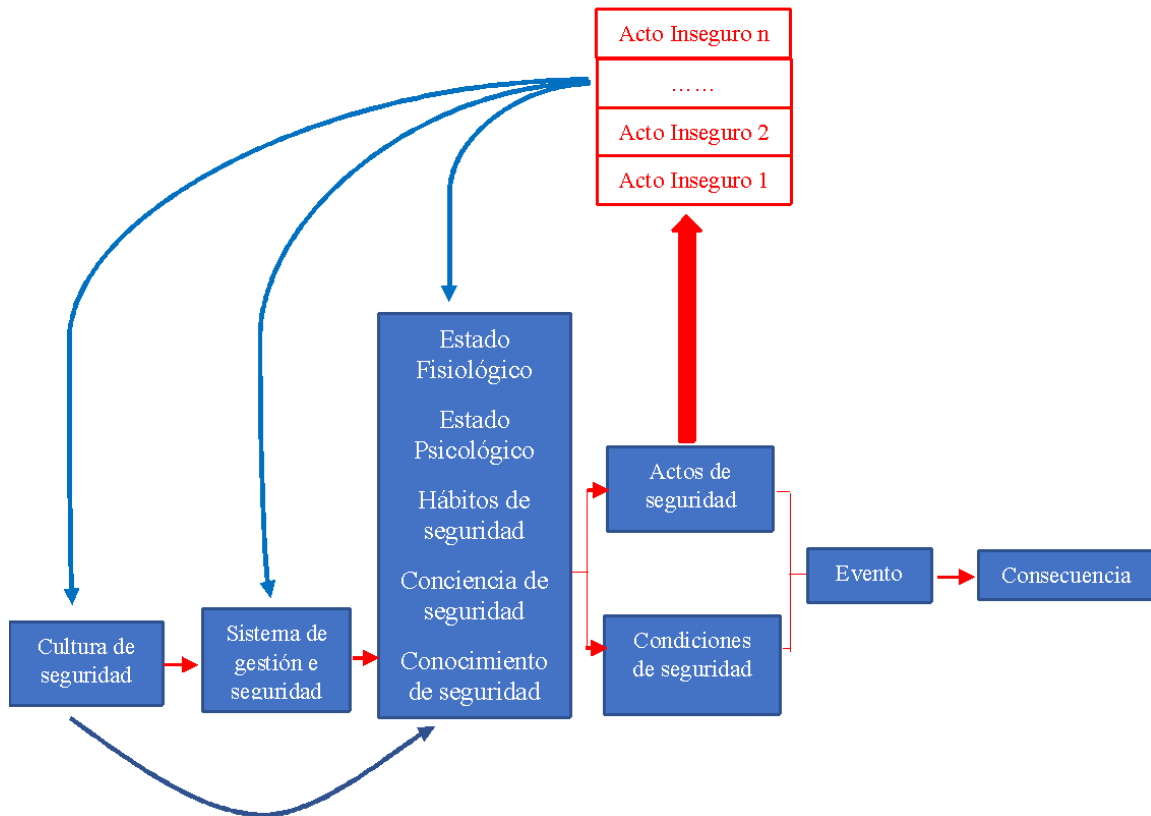 Acto Inseguro n
……
Acto Inseguro 2
Acto Inseguro 1
Estado
Fisiológico
Estado
Psicológico
Hábitos de
seguridad
Conciencia de
seguridad
Conocimiento
de seguridad
Cultura de
seguridad
Sistema de
gestión e
seguridad
Actos de
seguridad
Condiciones
de seguridad
Evento
Consecuencia